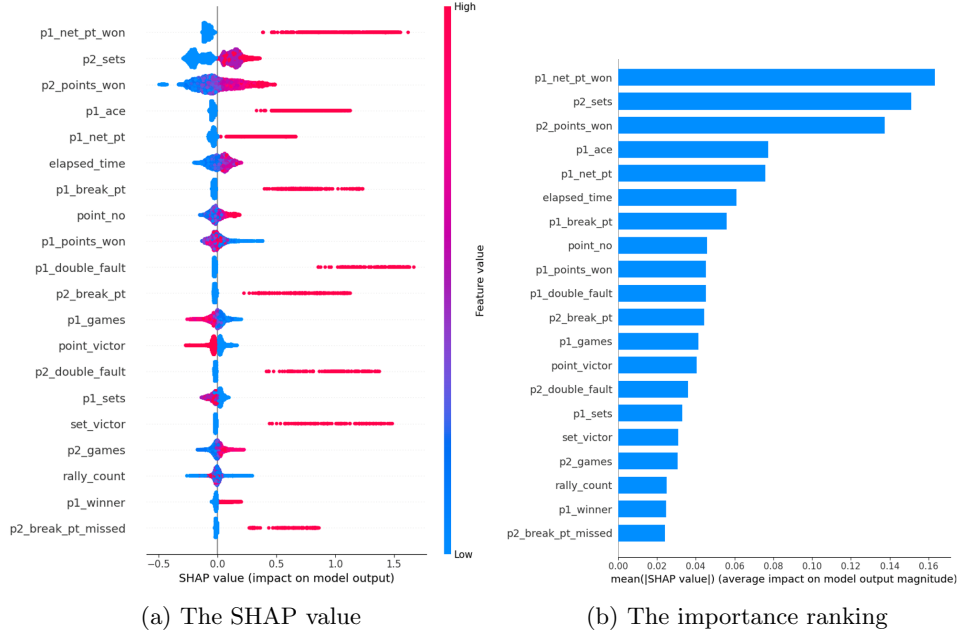 High
p1_net_pt_won
p2_sets
p2_points_won
p1_ace
p1_net_pt
elapsed_time
p1_break_pt
point_no
p1_points_won
p1_double_fault
p2_break_pt
p1_games
point_victor
p2_double_fault
p1_sets
set_victor
p2_games
rally_count
p1_winner
p2_break_pt_missed
Feature value
Low
−0.5 0.0 0.5 1.0 1.5
SHAP value (impact on model output)
(a) The SHAP value
p1_net_pt_won
p2_sets
p2_points_won
p1_ace
p1_net_pt
elapsed_time
p1_break_pt
point_no
p1_points_won
p1_double_fault
p2_break_pt
p1_games
point_victor
p2_double_fault
p1_sets
set_victor
p2_games
rally_count
p1_winner
p2_break_pt_missed
0.00 0.02 0.04 0.06 0.08 0.10 0.12 0.14 0.16
mean(|SHAP value|) (average impact on model output magnitude)
(b) The importance ranking